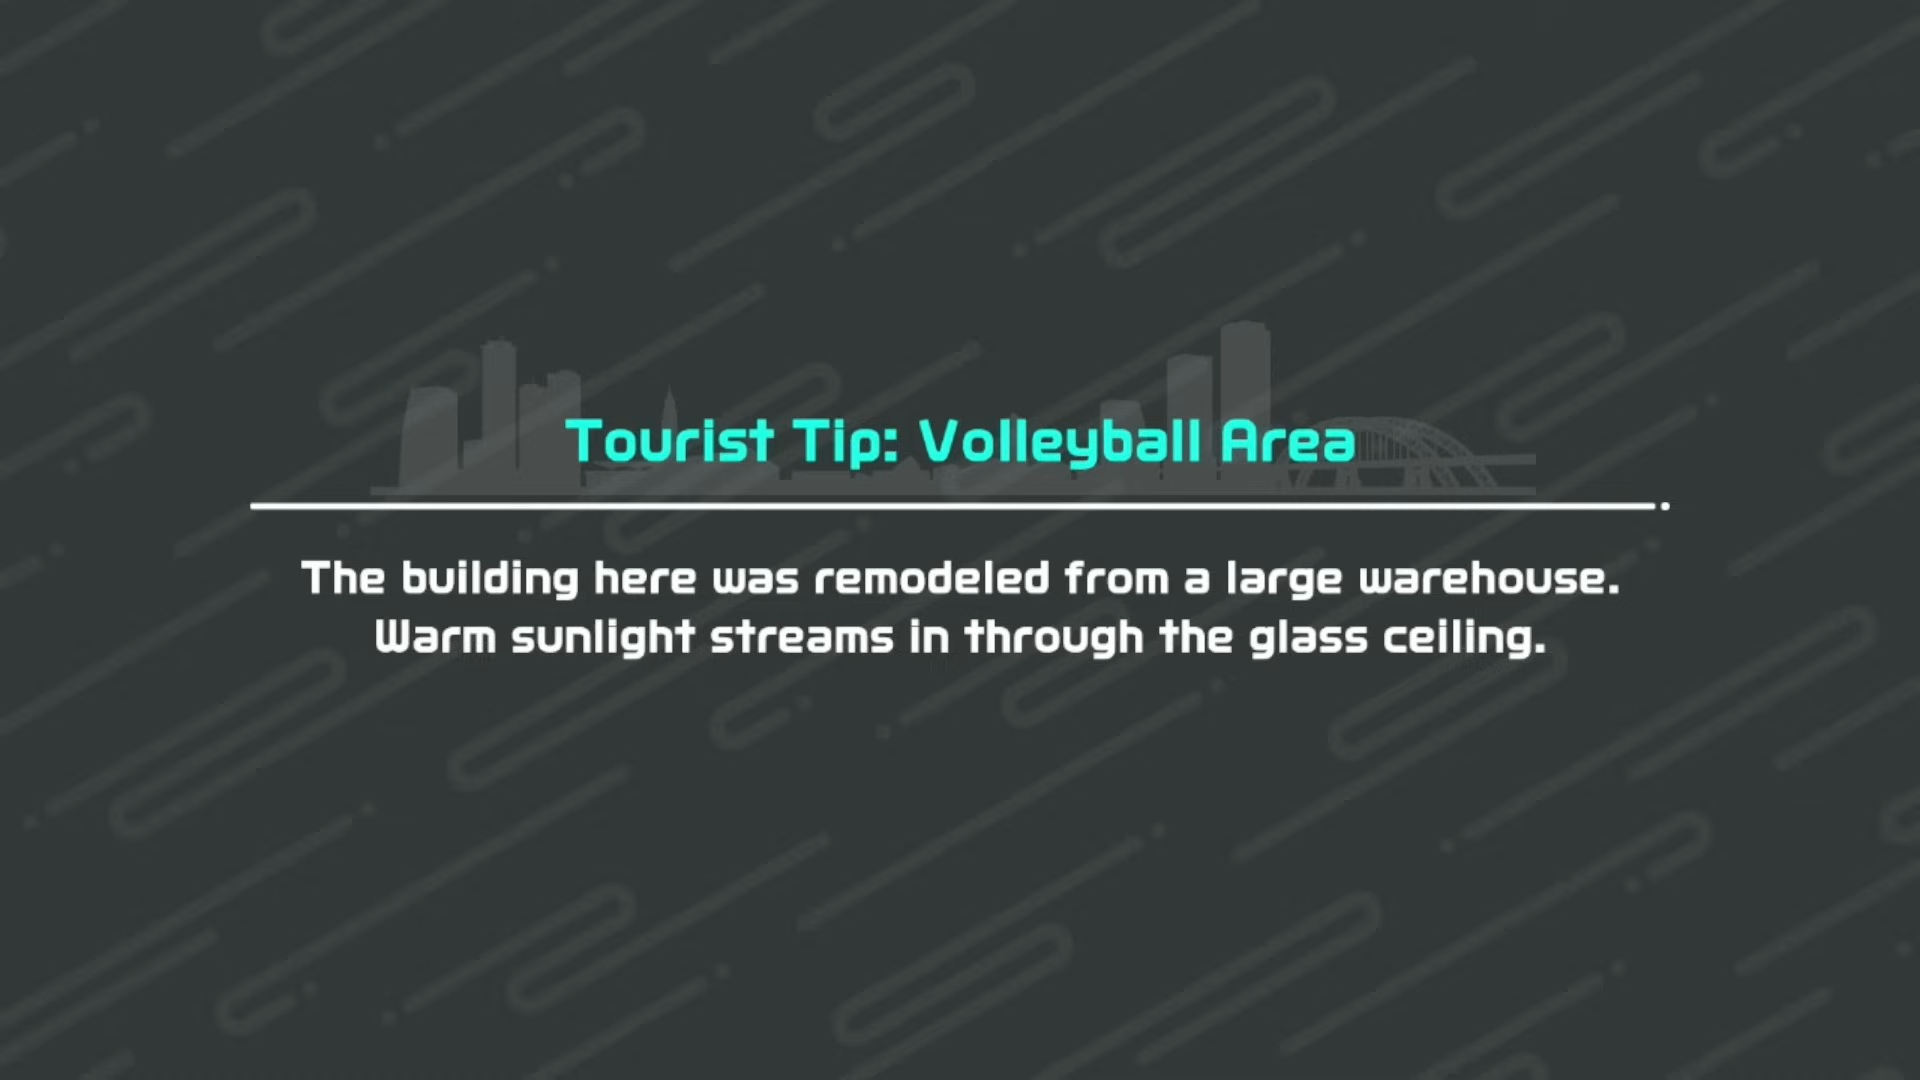 Tourist Tip: Volleyball Area
The building here was remodeled from a large warehouse.
Warm sunlight streams in through the glass ceiling.